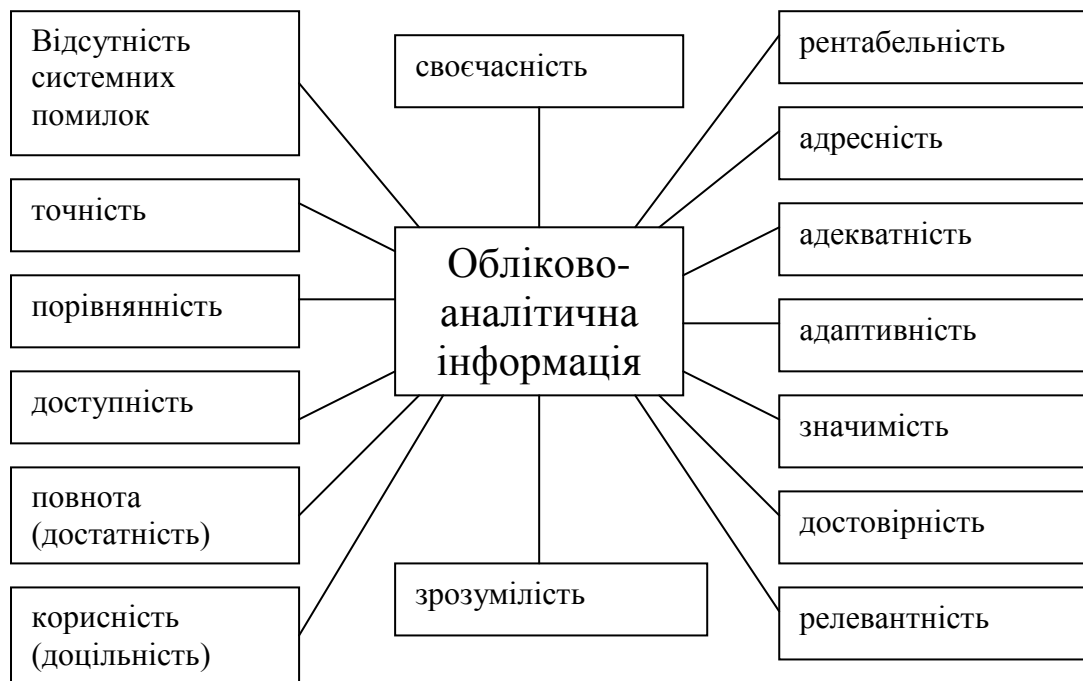 Відсутність
системних
помилок
точність
порівнянність
доступність
повнота
(достатність)
корисність
(доцільність)
своєчасність
Обліково-
аналітична
інформація
зрозумілість
рентабельність
адресність
адекватність
адаптивність
значимість
достовірність
релевантність